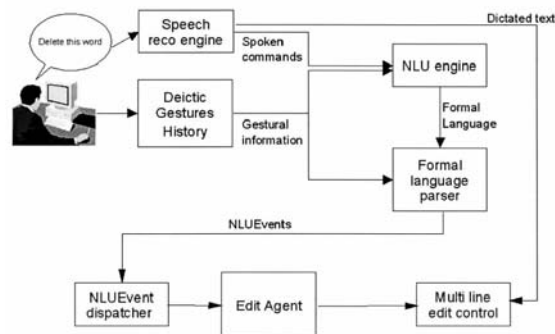 Dictated text
Delete this word
Speech
reco engine
Spoken
commands
NLU engine
Deictic
Gestures
History
Gestural
information
Formal
Language
Formal
language
parser
NLUEvents
NLUEvent
dispatcher
Edit Agent
Multi line
edit control